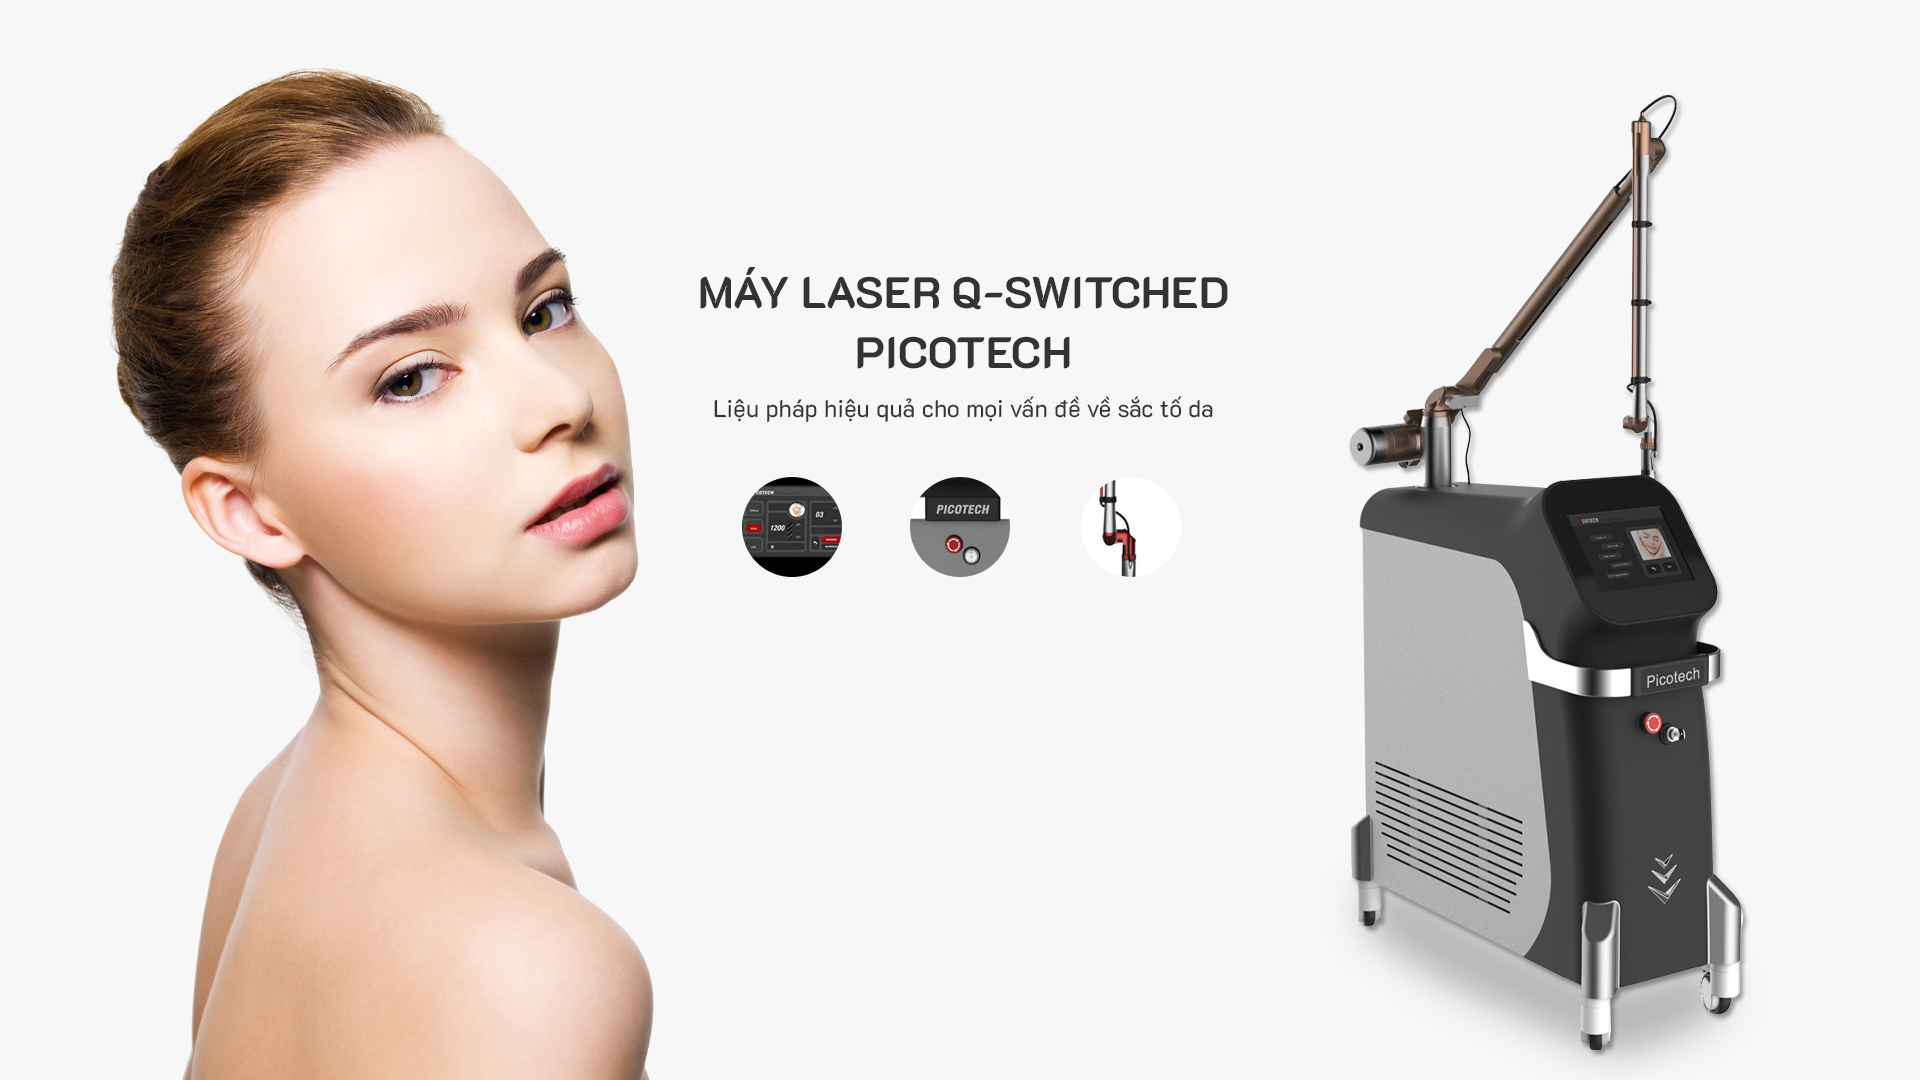 MÁY LASER Q-SWITCHED
PICOTECH
Liệu pháp hiệu quả cho mọi vấn đề về sắc tố da
1200
03
PICOTECH
Picotech